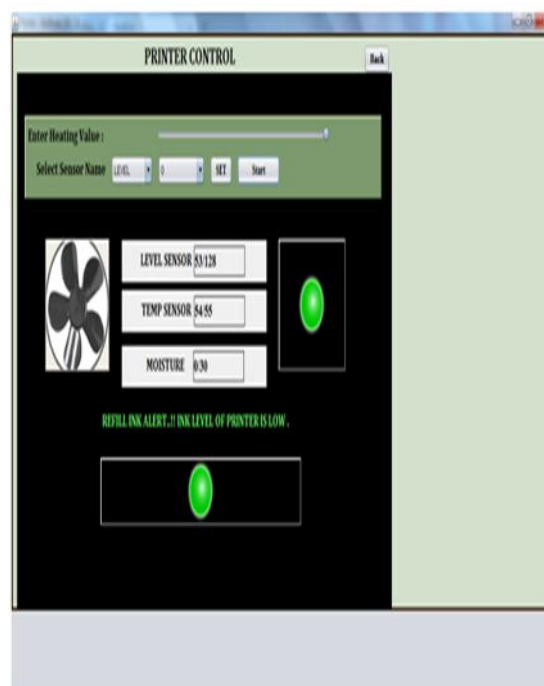 PRINTER CONTROL
Back
Enter Heating Value :
Select Sensor Name LEVEL 0 SET Start
LEVEL SENSOR 53/128
TEMP SENSOR 54/55
MOISTURE 0/30
REFILL INK ALERT..!! INK LEVEL OF PRINTER IS LOW .